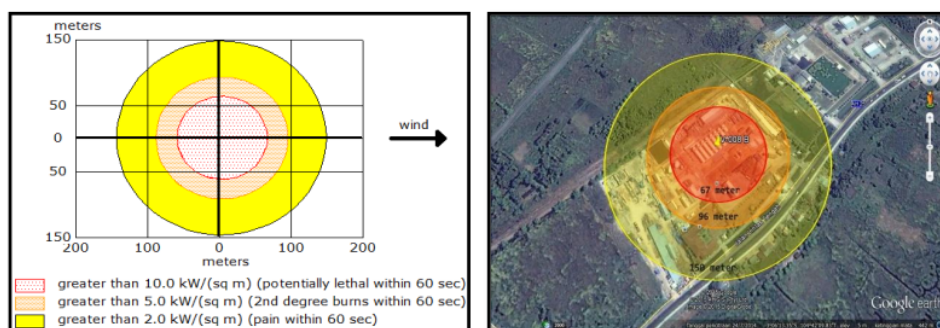 meters
150
50
0
50
150
200
100
0
100
200
meters
wind
greater than 10.0 kW/(sq m) (potentially lethal within 60 sec)
greater than 5.0 kW/(sq m) (2nd degree burns within 60 sec)
greater than 2.0 kW/(sq m) (pain within 60 sec)
67 meter
96 meter
150 meter
Google earth